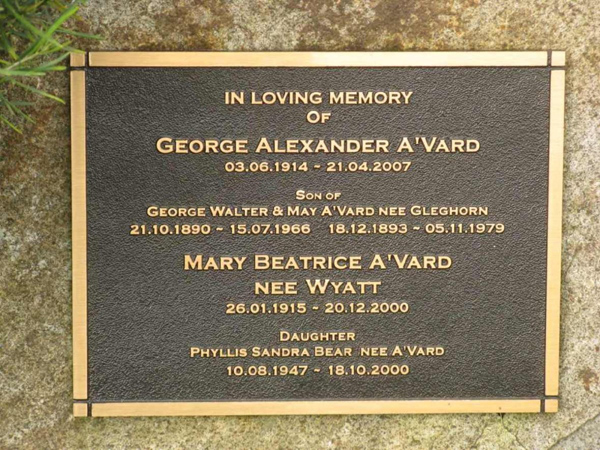 IN LOVING MEMORY
OF
GEORGE ALEXANDER A'VARD
03.06.1914 ~ 21.04.2007
SON OF
GEORGE WALTER & MAY A'VARD NEE GLEGHORN
21.10.1890 ~ 15.07.1966 18.12.1893 ~ 05.11.1979
MARY BEATRICE A'VARD
NEE WYATT
26.01.1915 ~ 20.12.2000
DAUGHTER
PHYLLIS SANDRA BEAR NEE A'VARD
10.08.1947 ~ 18.10.2000